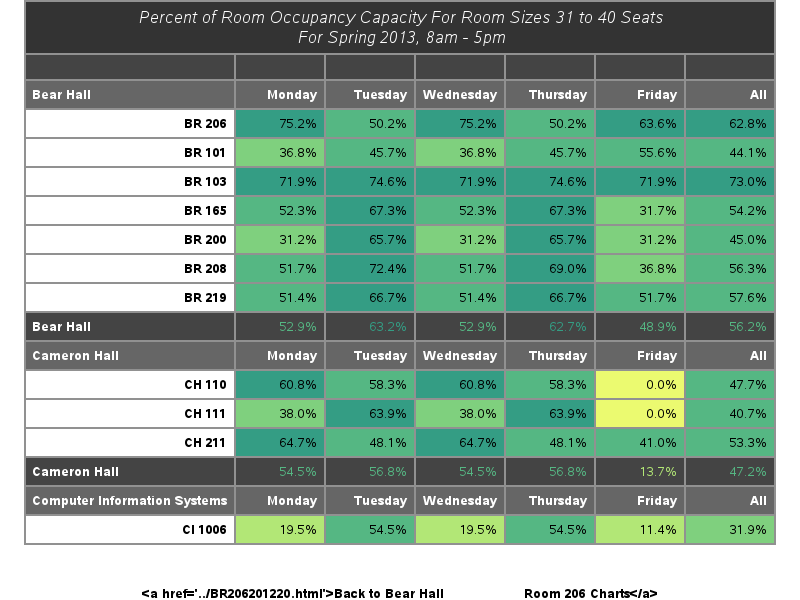 Percent of Room Occupancy Capacity For Room Sizes 31 to 40 Seats
For Spring 2013, 8am - 5pm
Bear Hall Monday Tuesday Wednesday Thursday Friday All
BR 206 75.2% 50.2% 75.2% 50.2% 63.6% 62.8%
BR 101 36.8% 45.7% 36.8% 45.7% 55.6% 44.1%
BR 103 71.9% 74.6% 71.9% 74.6% 71.9% 73.0%
BR 165 52.3% 67.3% 52.3% 67.3% 31.7% 54.2%
BR 200 31.2% 65.7% 31.2% 65.7% 31.2% 45.0%
BR 208 51.7% 72.4% 51.7% 69.0% 36.8% 56.3%
BR 219 51.4% 66.7% 51.4% 66.7% 51.7% 57.6%
Bear Hall 52.9% 63.2% 52.9% 62.7% 48.9% 56.2%
Cameron Hall Monday Tuesday Wednesday Thursday Friday All
CH 110 60.8% 58.3% 60.8% 58.3% 0.0% 47.7%
CH 111 38.0% 63.9% 38.0% 63.9% 0.0% 40.7%
CH 211 64.7% 48.1% 64.7% 48.1% 41.0% 53.3%
Cameron Hall 54.5% 56.8% 54.5% 56.8% 13.7% 47.2%
Computer Information Systems Monday Tuesday Wednesday Thursday Friday All
CI 1006 19.5% 54.5% 19.5% 54.5% 11.4% 31.9%
<a href='../BR206201220.html'>Back to Bear Hall Room 206 Charts</a>